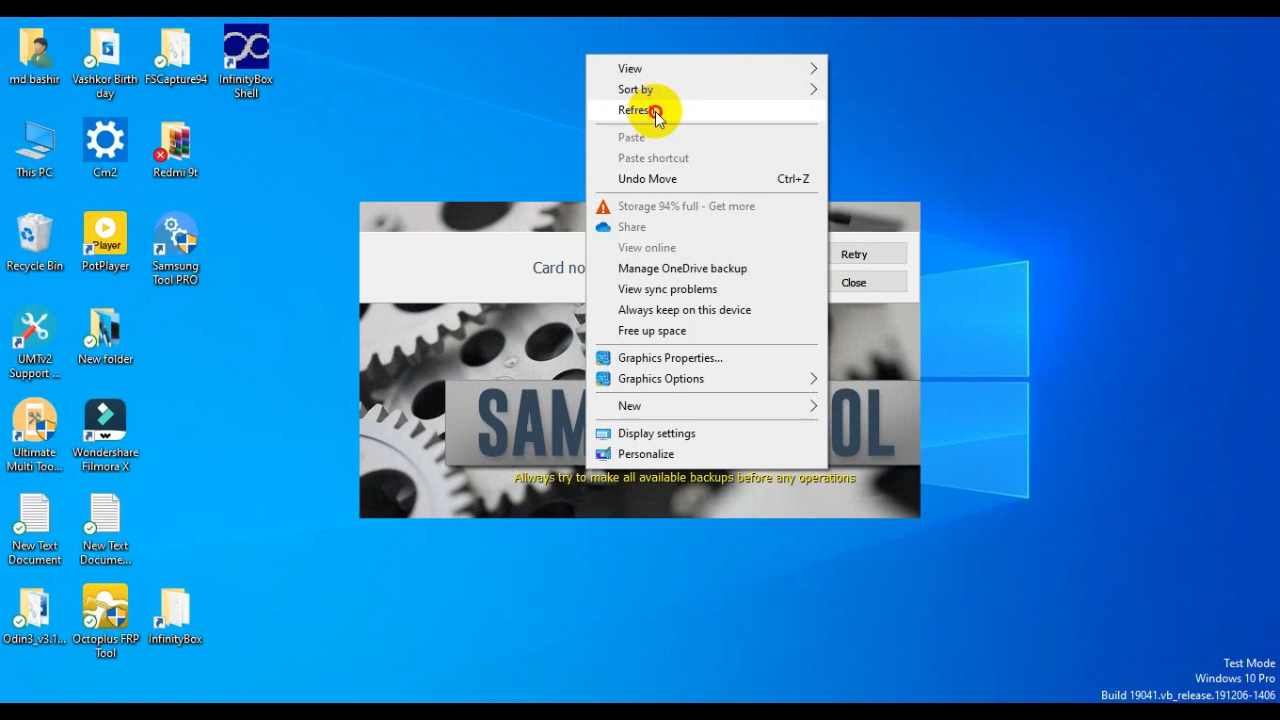 md bashir
Vashkor Birth
day
FSCapture94
InfinityBox
Shell
This PC
Cm2
Redmi 9t
Recycle Bin
Player
PotPlayer
Samsung
Tool PRO
UMTv2
Support ...
New folder
Ultimate
Multi Too...
Wondershare
Filmora X
New Text
Document
New Text
Docume...
Odin3_v3.1...
Octoplus FRP
Tool
InfinityBox
View
Sort by
Refres
Paste
Paste shortcut
Undo Move Ctrl+Z
Storage 94% full - Get more
Share
View online
Manage OneDrive backup
View sync problems
Always keep on this device
Free up space
Graphics Properties...
Graphics Options
New
Display settings
Personalize
Card no
Retry
Close
SAM OL
Allways try to make all available backups before any operations
Test Mode
Windows 10 Pro
Build 19041.vb_release.191206-1406